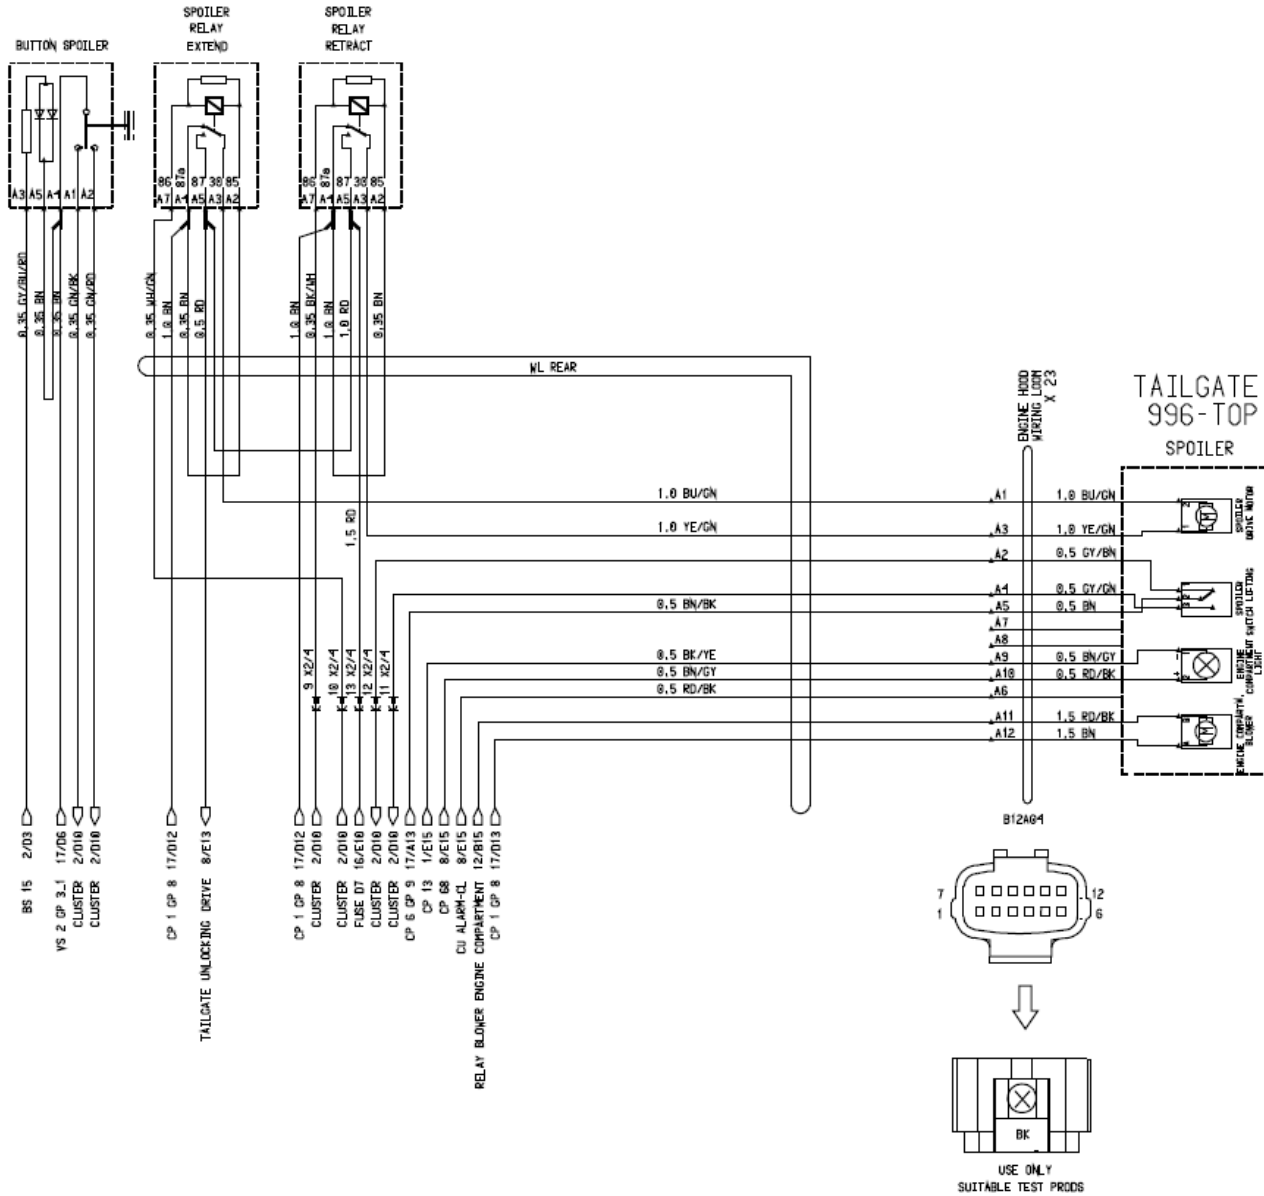 BUTTON SPOILER
SPOILER
RELAY
EXTEND
SPOILER
RELAY
RETRACT
86
87a
87
30
85
86
87a
87
30
85
A3 A5 A4 A1 A2
A7 A4 A5 A3 A2
A7 A4 A5 A3 A2
0,35 GY/BU/RD
0,35 BN
0,35 BN
0,35 GN/BK
0,35 GN/RD
0,35 WH/GN
1,0 BN
0,35 BN
0,5 RD
1,0 BN
0,35 BK/WH
1,0 BN
1,0 RD
0,35 BN
WL REAR
ENGINE HOOD
WIRING LOOM
X 23
TAILGATE
996-TOP
SPOILER
1.0 BU/GN
A1
1,0 BU/GN
1.0 YE/GN
A3
1,0 YE/GN
1,5 RD
A2
0,5 GY/BN
A4
0,5 GY/GN
0,5 BN/BK
A5
0,5 BN
A7
A8
0.5 BK/YE
A9
0,5 BN/GY
0,5 BN/GY
A10
0,5 RD/BK
0.5 RD/BK
A6
A11
1,5 RD/BK
A12
1,5 BN
SPOILER
DRIVE MOTOR
SPOILER
SWITCH LIFTING
ENGINE
COMPARTMENT
LIGHT
ENGINE COMPARTM.
BLOWER
9 X2/4
10 X2/4
13 X2/4
12 X2/4
11 X2/4
BS 15 2/D3
VS 2 GP 3_1 17/D6
CLUSTER 2/D10
CLUSTER 2/D10
CP 1 GP 8 17/D12
TAILGATE UNLOCKING DRIVE 8/E13
CP 1 GP 8 17/D12
CLUSTER 2/D10
CLUSTER 2/D10
FUSE D7 16/E10
CLUSTER 2/D10
CLUSTER 2/D10
CP 6 GP 9 17/A13
CP 13 1/E15
CP 68 8/E15
CU ALARM-CL 8/E15
RELAY BLOWER ENGINE COMPARTMENT 12/B15
CP 1 GP 8 17/D13
B12A04
7
12
1
6
BK
USE ONLY
SUITABLE TEST PRODS